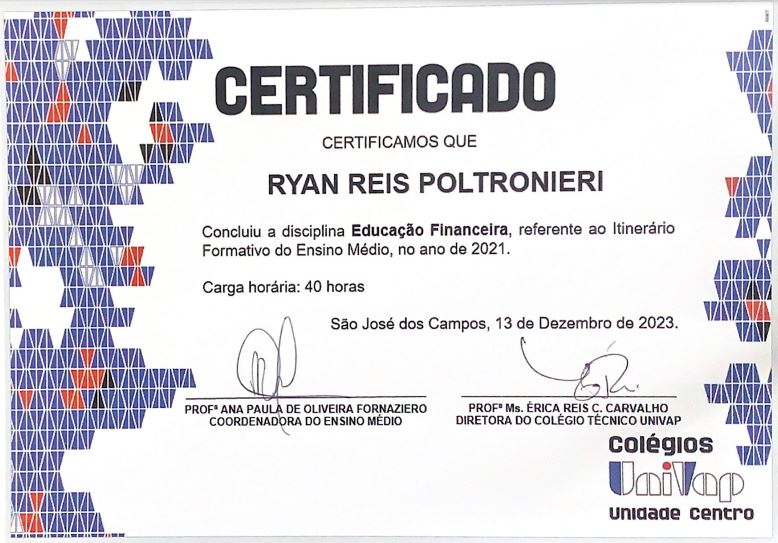 CERTIFICADO
CERTIFICAMOS QUE
RYAN REIS POLTRONIERI
Concluiu a disciplina Educação Financeira, referente ao Itinerário
Formativo do Ensino Médio, no ano de 2021.
Carga horária: 40 horas
São José dos Campos, 13 de Dezembro de 2023.
PROFª ANA PAULA DE OLIVEIRA FORNAZIERO
COORDENADORA DO ENSINO MÉDIO
PROFª Ms. ÉRICA REIS C. CARVALHO
DIRETORA DO COLÉGIO TÉCNICO UNIVAP
Colégios
UniVap
Unidade Centro